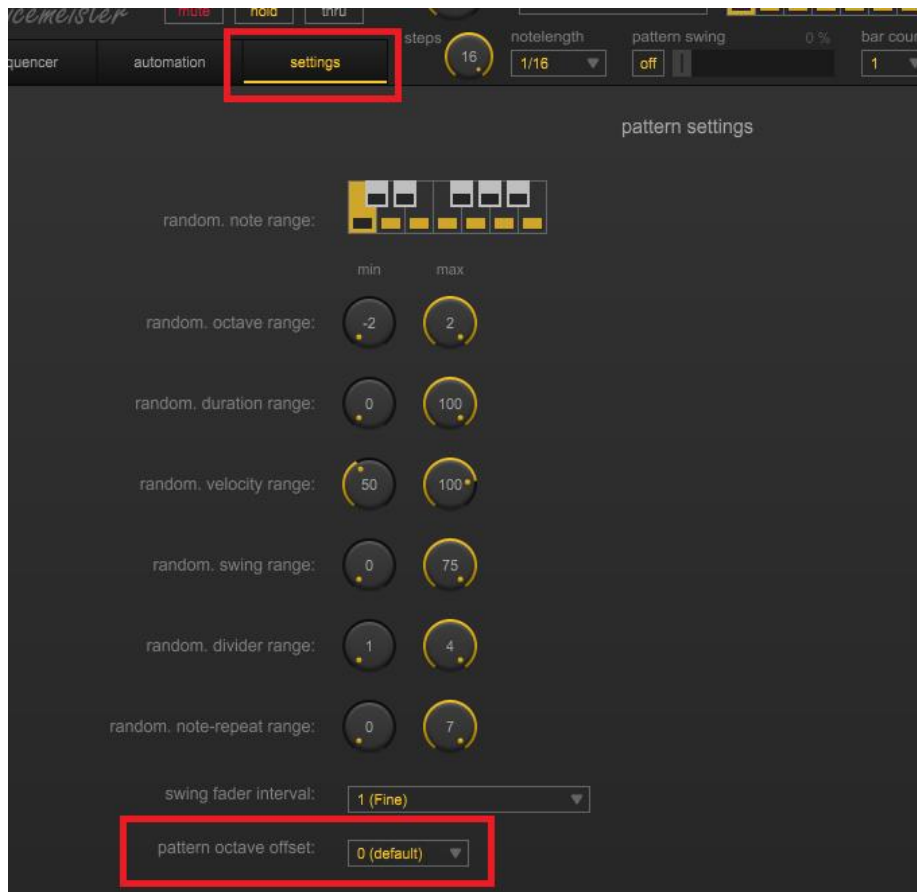 mute hold thru
steps 16 notelength pattern swing 0 %
automation settings 1/16 off 1
pattern settings
random. note range:
min max
random. octave range: -2 2
random. duration range: 0 100
random. velocity range: 50 100
random. swing range: 0 75
random. divider range: 1 4
random. note-repeat range: 0 7
swing fader interval: 1 (Fine)
pattern octave offset: 0 (default)